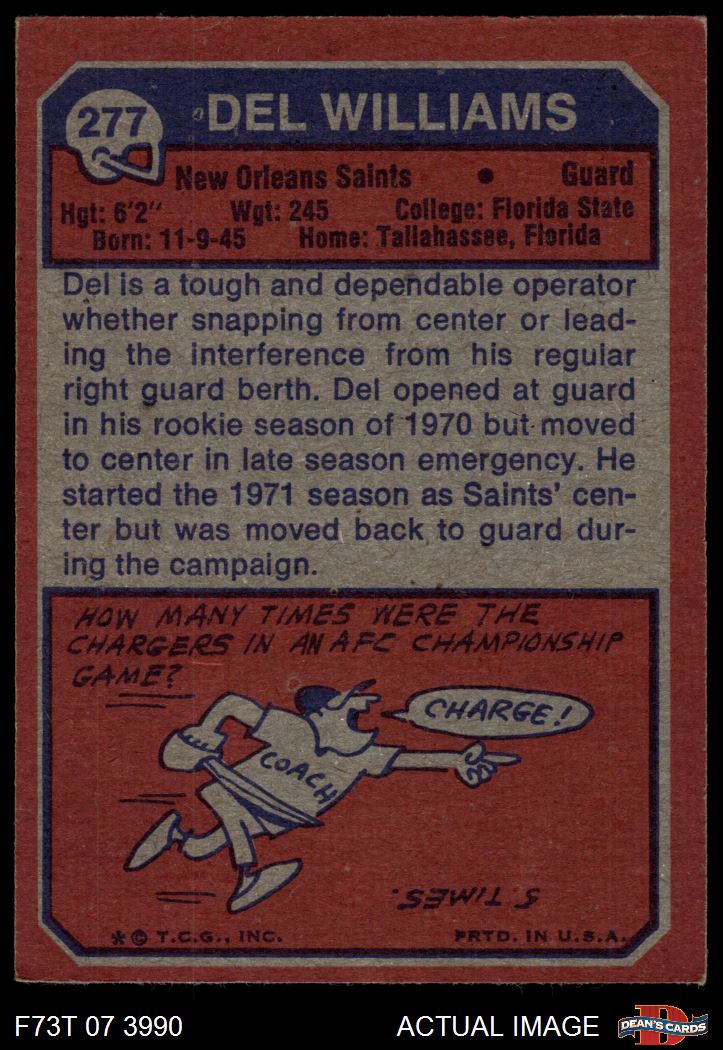 277
DEL WILLIAMS
New Orleans Saints • Guard
Hgt: 6'2" Wgt: 245 College: Florida State
Born: 11-9-45 Home: Tallahassee, Florida
Del is a tough and dependable operator
whether snapping from center or lead-
ing the interference from his regular
right guard berth. Del opened at guard
in his rookie season of 1970 but moved
to center in late season emergency. He
started the 1971 season as Saints' cen-
ter but was moved back to guard dur-
ing the campaign.
HOW MANY TIMES WERE THE
CHARGERS IN AN AFC CHAMPIONSHIP
GAME?
CHARGE!
COACH
5 TIMES.
* © T.C.G., INC. PRTD. IN U.S.A.
F73T 07 3990 ACTUAL IMAGE
DEAN'S CARDS